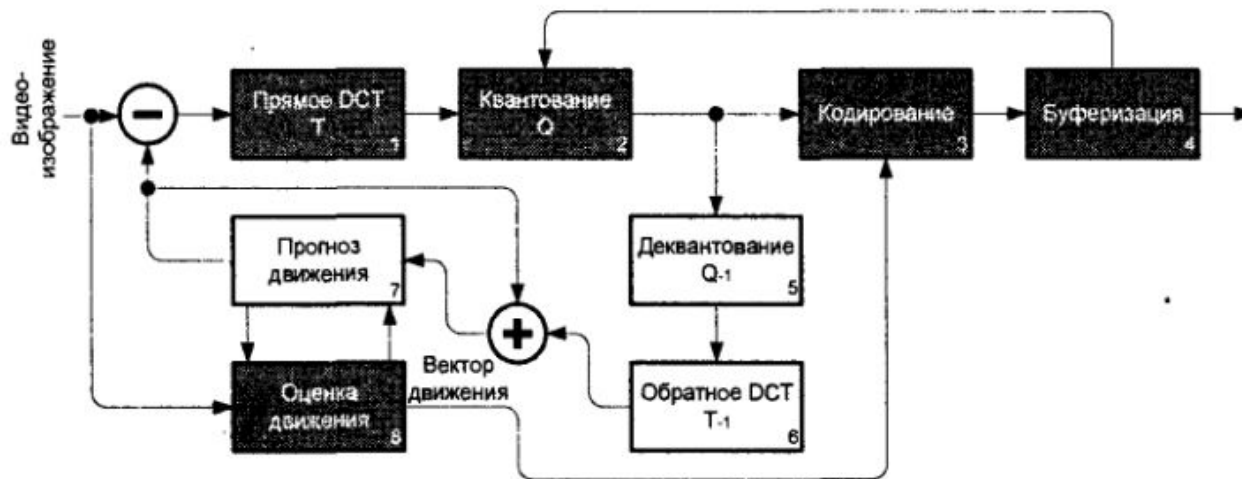 Видео-
изображение
Прямое DCT
T
1
Квантование
Q
2
Кодирование
3
Буферизация
4
Прогноз
движения
7
Деквантование
Q-1
5
Оценка
движения
8
Вектор
движения
Обратное DCT
T-1
6